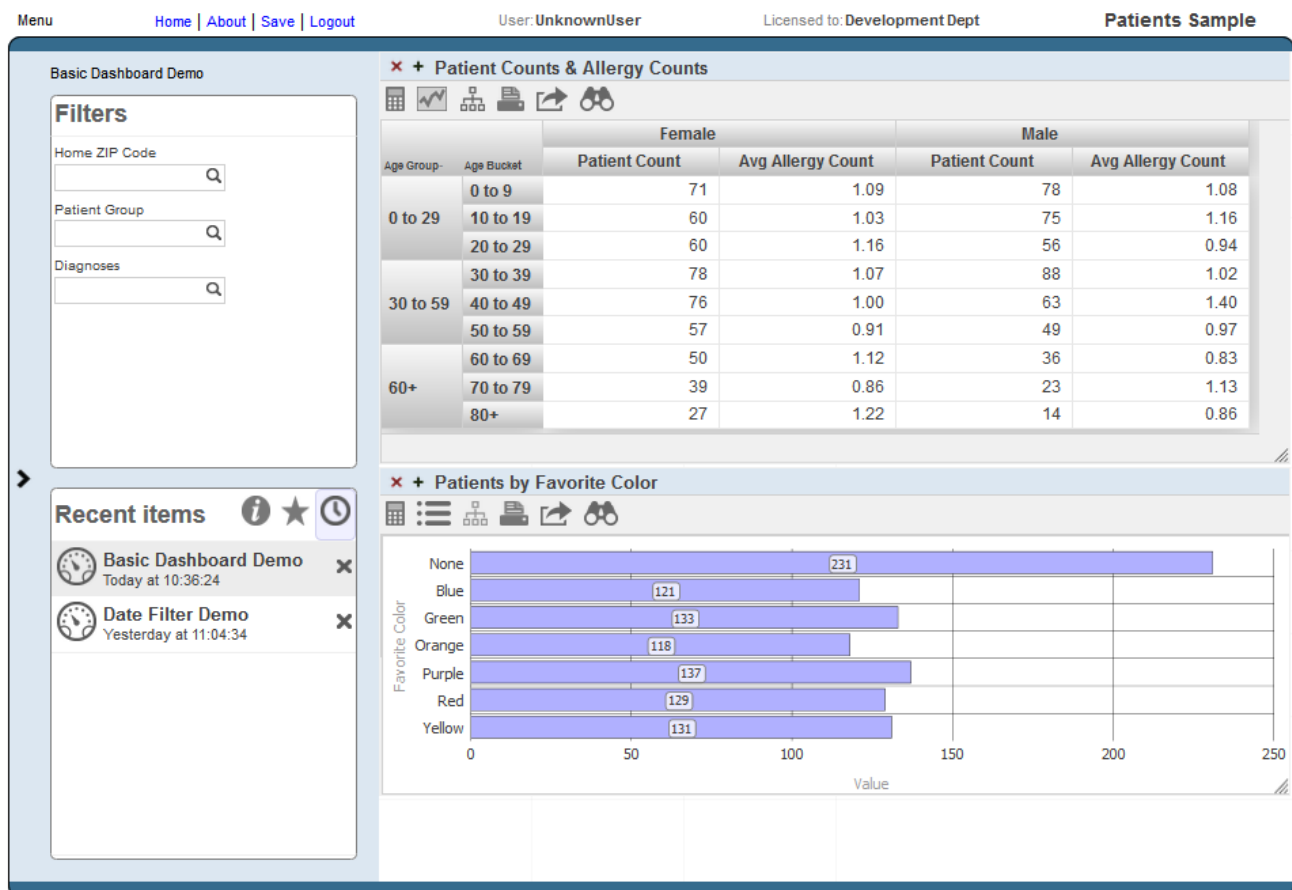 Menu Home | About | Save | Logout User: UnknownUser Licensed to: Development Dept Patients Sample
Basic Dashboard Demo
Filters
Home ZIP Code
Patient Group
Diagnoses
Recent items
Basic Dashboard Demo
Today at 10:36:24
Date Filter Demo
Yesterday at 11:04:34
Patient Counts & Allergy Counts
Female Male
Age Group- Age Bucket Patient Count Avg Allergy Count Patient Count Avg Allergy Count
0 to 29 0 to 9 71 1.09 78 1.08
10 to 19 60 1.03 75 1.16
20 to 29 60 1.16 56 0.94
30 to 59 30 to 39 78 1.07 88 1.02
40 to 49 76 1.00 63 1.40
50 to 59 57 0.91 49 0.97
60+ 60 to 69 50 1.12 36 0.83
70 to 79 39 0.86 23 1.13
80+ 27 1.22 14 0.86
Patients by Favorite Color
Favorite Color
None 231
Blue 121
Green 133
Orange 118
Purple 137
Red 129
Yellow 131
0 50 100 150 200 250
Value